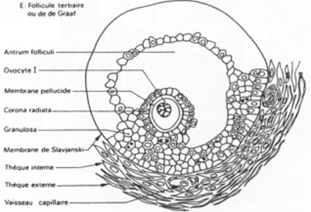 E: Follicule tertiaire
ou de de Graaf
Antrum folliculi
Ovocyte I
Membrane pellucide
Corona radiata
Granulosa
Membrane de Slavjanski
Thèque interne
Thèque externe
Vaisseau capillaire